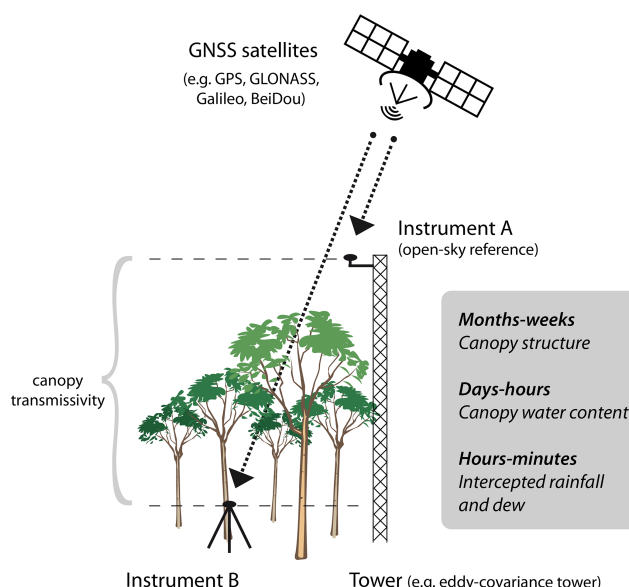 GNSS satellites
(e.g. GPS, GLONASS,
Galileo, BeiDou)
Instrument A
(open-sky reference)
canopy
transmissivity
Months-weeks
Canopy structure
Days-hours
Canopy water content
Hours-minutes
Intercepted rainfall
and dew
Instrument B
Tower (e.g. eddy-covariance tower)